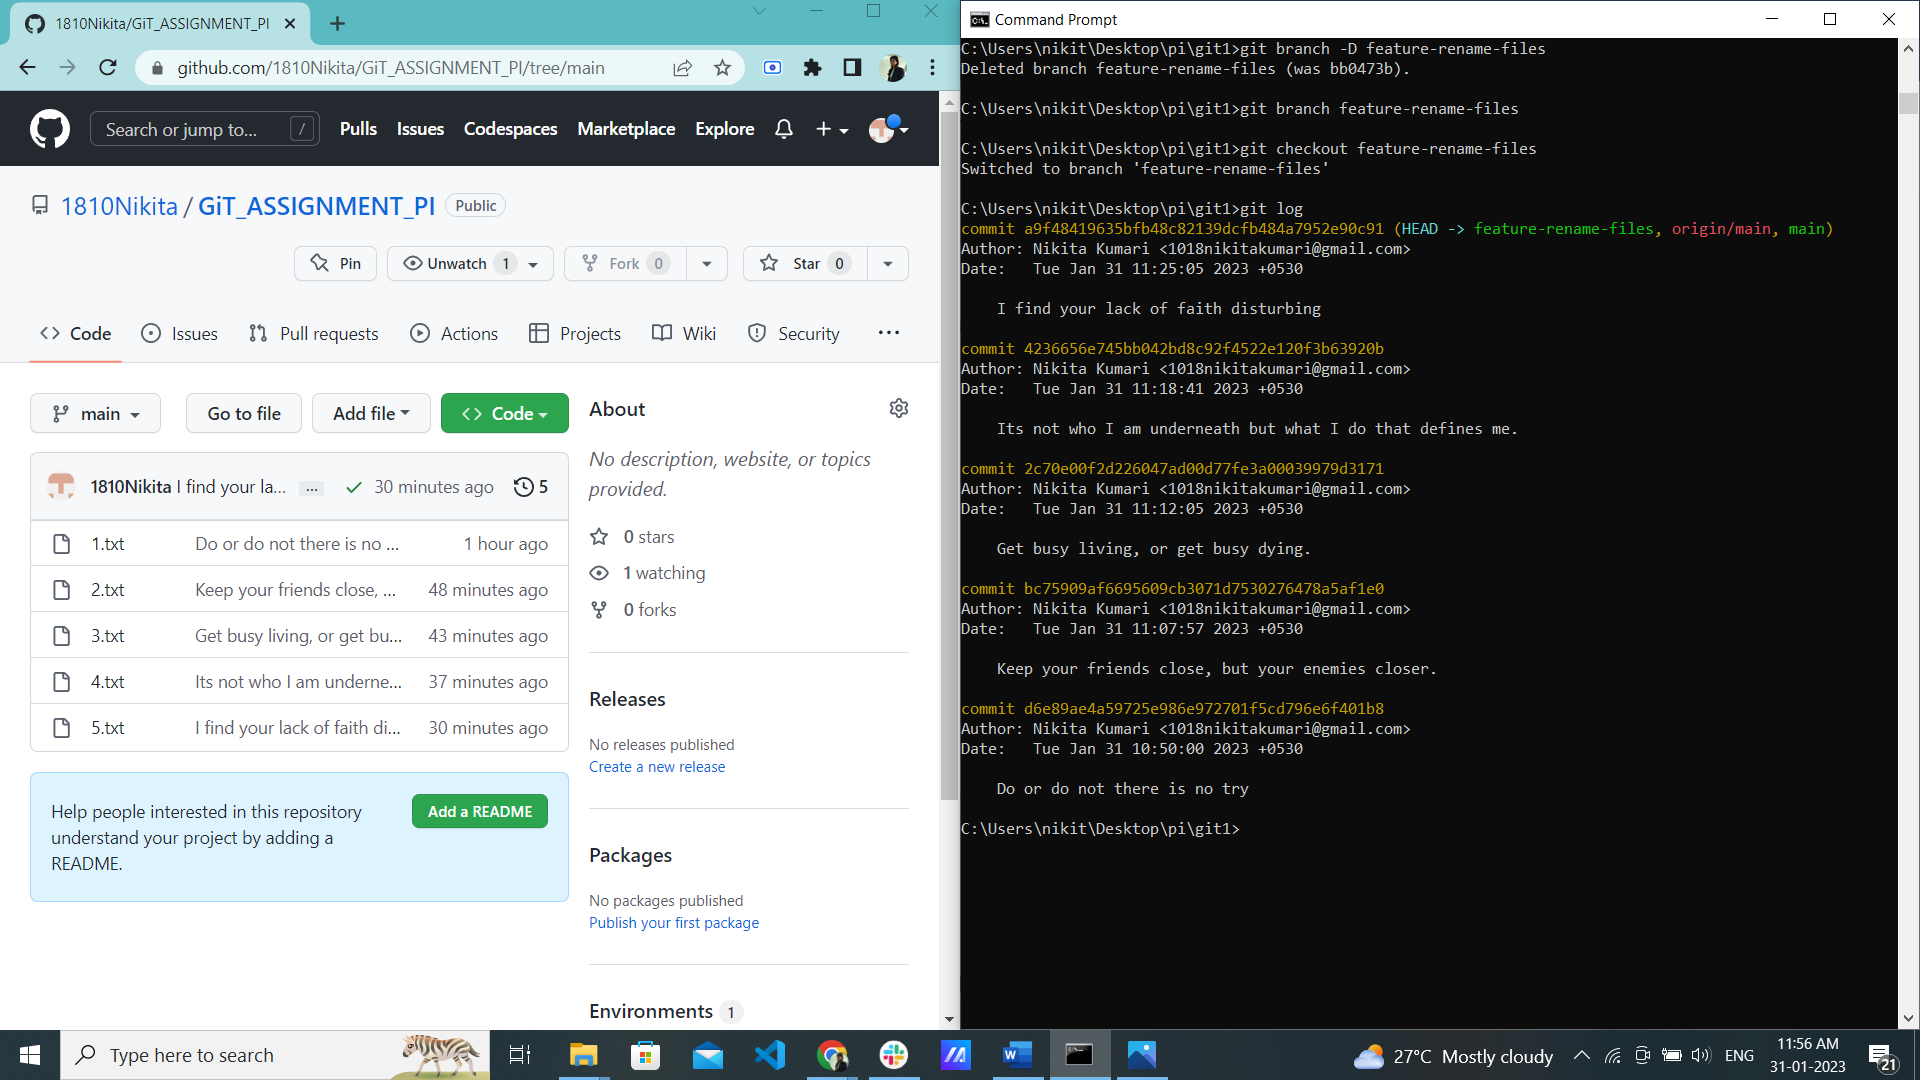 1810Nikita/GiT_ASSIGNMENT_PI
github.com/1810Nikita/GiT_ASSIGNMENT_PI/tree/main
Search or jump to... /
Pulls Issues Codespaces Marketplace Explore
1810Nikita / GiT_ASSIGNMENT_PI Public
Pin Unwatch 1 Fork 0 Star 0
Code Issues Pull requests Actions Projects Wiki Security ...
main Go to file Add file Code
1810Nikita I find your la... ... 30 minutes ago 5
1.txt Do or do not there is no ... 1 hour ago
2.txt Keep your friends close, ... 48 minutes ago
3.txt Get busy living, or get bu... 43 minutes ago
4.txt Its not who I am underne... 37 minutes ago
5.txt I find your lack of faith di... 30 minutes ago
Help people interested in this repository
understand your project by adding a
README.
Add a README
About
No description, website, or topics
provided.
0 stars
1 watching
0 forks
Releases
No releases published
Create a new release
Packages
No packages published
Publish your first package
Environments 1
Command Prompt
C:\Users\nikit\Desktop\pi\git1>git branch -D feature-rename-files
Deleted branch feature-rename-files (was bb0473b).
C:\Users\nikit\Desktop\pi\git1>git branch feature-rename-files
C:\Users\nikit\Desktop\pi\git1>git checkout feature-rename-files
Switched to branch 'feature-rename-files'
C:\Users\nikit\Desktop\pi\git1>git log
commit a9f48419635bfb48c82139dcfb484a7952e90c91 (HEAD -> feature-rename-files, origin/main, main)
Author: Nikita Kumari <1018nikitakumari@gmail.com>
Date:   Tue Jan 31 11:25:05 2023 +0530
I find your lack of faith disturbing
commit 4236656e745bb042bd8c92f4522e120f3b63920b
Author: Nikita Kumari <1018nikitakumari@gmail.com>
Date:   Tue Jan 31 11:18:41 2023 +0530
Its not who I am underneath but what I do that defines me.
commit 2c70e00f2d226047ad00d77fe3a00039979d3171
Author: Nikita Kumari <1018nikitakumari@gmail.com>
Date:   Tue Jan 31 11:12:05 2023 +0530
Get busy living, or get busy dying.
commit bc75909af6695609cb3071d7530276478a5af1e0
Author: Nikita Kumari <1018nikitakumari@gmail.com>
Date:   Tue Jan 31 11:07:57 2023 +0530
Keep your friends close, but your enemies closer.
commit d6e89ae4a59725e986e972701f5cd796e6f401b8
Author: Nikita Kumari <1018nikitakumari@gmail.com>
Date:   Tue Jan 31 10:50:00 2023 +0530
Do or do not there is no try
C:\Users\nikit\Desktop\pi\git1>
Type here to search
27°C Mostly cloudy
ENG
11:56 AM
31-01-2023
21